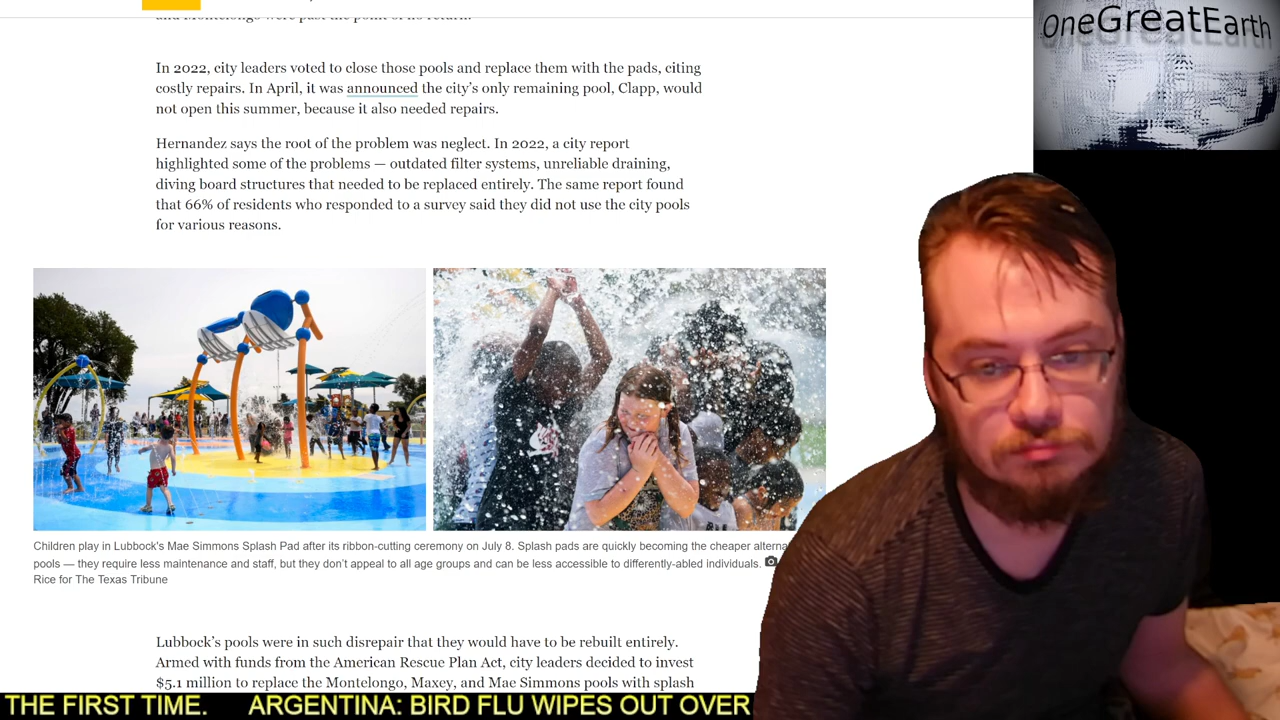 In 2022, city leaders voted to close those pools and replace them with the pads, citing
costly repairs. In April, it was announced the city's only remaining pool, Clapp, would
not open this summer, because it also needed repairs.
Hernandez says the root of the problem was neglect. In 2022, a city report
highlighted some of the problems — outdated filter systems, unreliable draining,
diving board structures that needed to be replaced entirely. The same report found
that 66% of residents who responded to a survey said they did not use the city pools
for various reasons.
Children play in Lubbock's Mae Simmons Splash Pad after its ribbon-cutting ceremony on July 8. Splash pads are quickly becoming the cheaper
pools — they require less maintenance and staff, but they don't appeal to all age groups and can be less accessible to differently-abled individuals.
Rice for The Texas Tribune
Lubbock's pools were in such disrepair that they would have to be rebuilt entirely.
Armed with funds from the American Rescue Plan Act, city leaders decided to invest
$5.1 million to replace the Montelongo, Maxey, and Mae Simmons pools with splash
OneGreatEarth
THE FIRST TIME. ARGENTINA: BIRD FLU WIPES OUT OVER